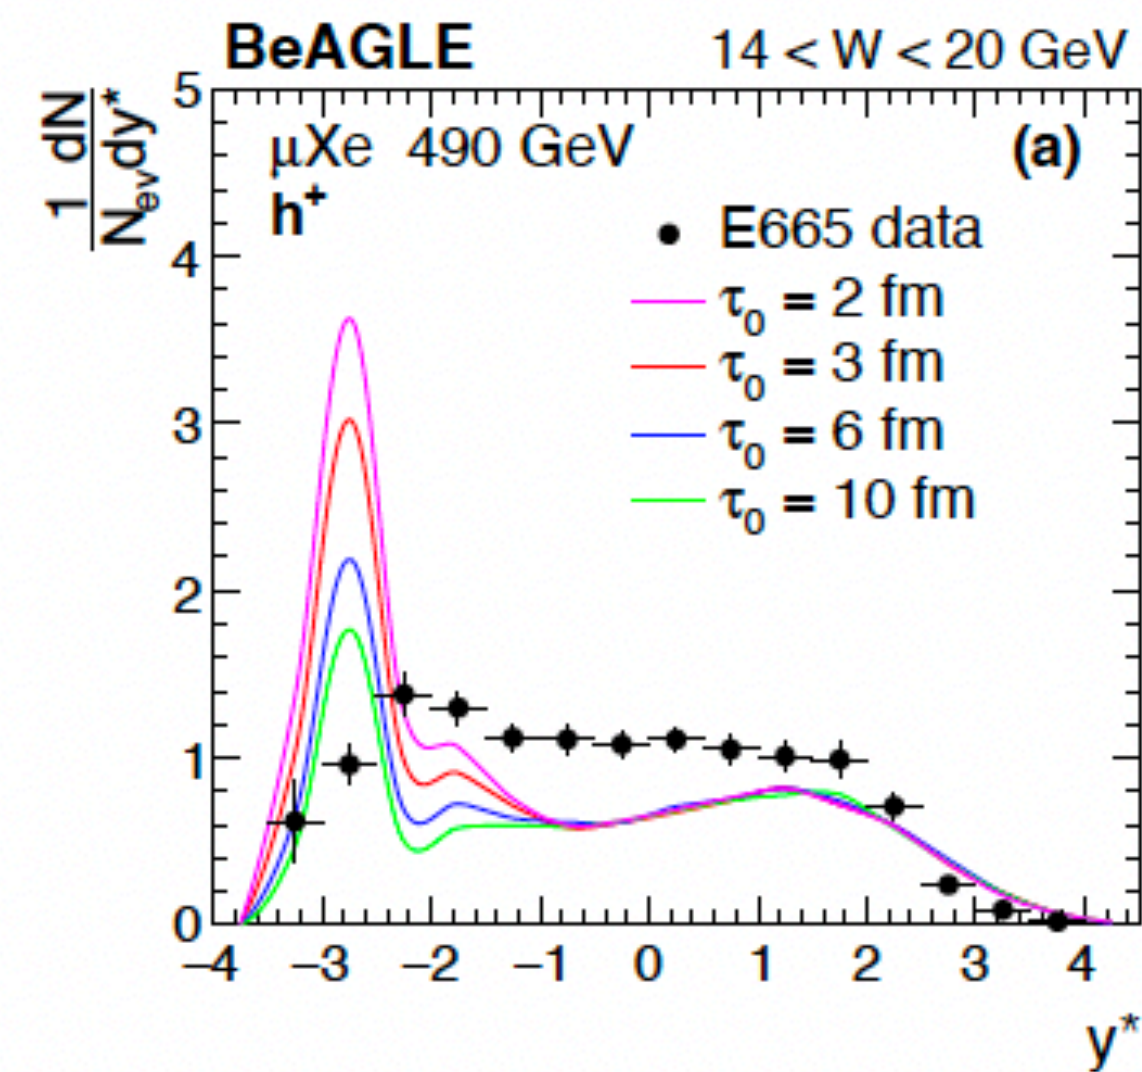 BeAGLE 14 < W < 20 GeV
1 dN
N_ev dy*
μXe 490 GeV (a)
h⁺
E665 data
τ₀ = 2 fm
τ₀ = 3 fm
τ₀ = 6 fm
τ₀ = 10 fm
5
4
3
2
1
0
−4 −3 −2 −1 0 1 2 3 4
y*